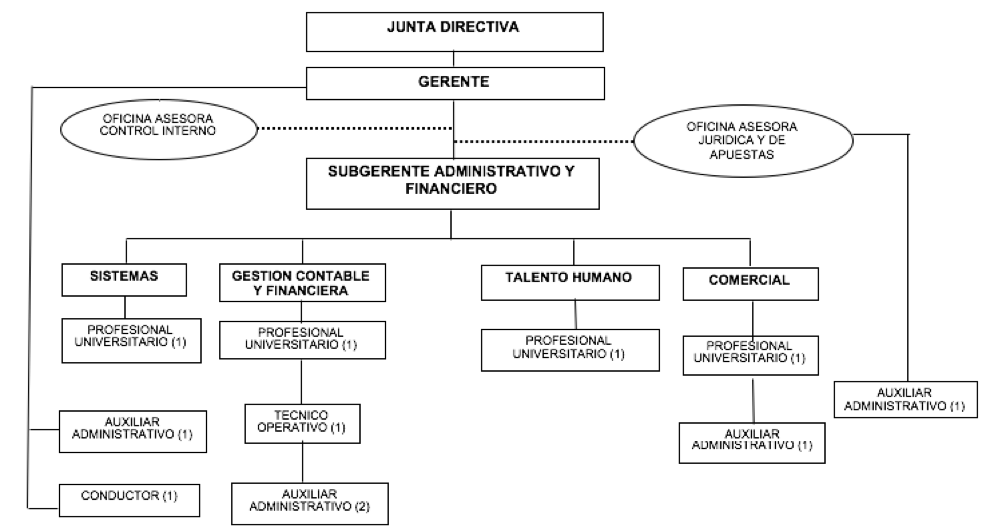 JUNTA DIRECTIVA
GERENTE
OFICINA ASESORA
CONTROL INTERNO
OFICINA ASESORA
JURIDICA Y DE
APUESTAS
SUBGERENTE ADMINISTRATIVO Y
FINANCIERO
SISTEMAS
GESTION CONTABLE
Y FINANCIERA
TALENTO HUMANO
COMERCIAL
PROFESIONAL
UNIVERSITARIO (1)
PROFESIONAL
UNIVERSITARIO (1)
PROFESIONAL
UNIVERSITARIO (1)
PROFESIONAL
UNIVERSITARIO (1)
AUXILIAR
ADMINISTRATIVO (1)
AUXILIAR
ADMINISTRATIVO (1)
TECNICO
OPERATIVO (1)
AUXILIAR
ADMINISTRATIVO (1)
CONDUCTOR (1)
AUXILIAR
ADMINISTRATIVO (2)